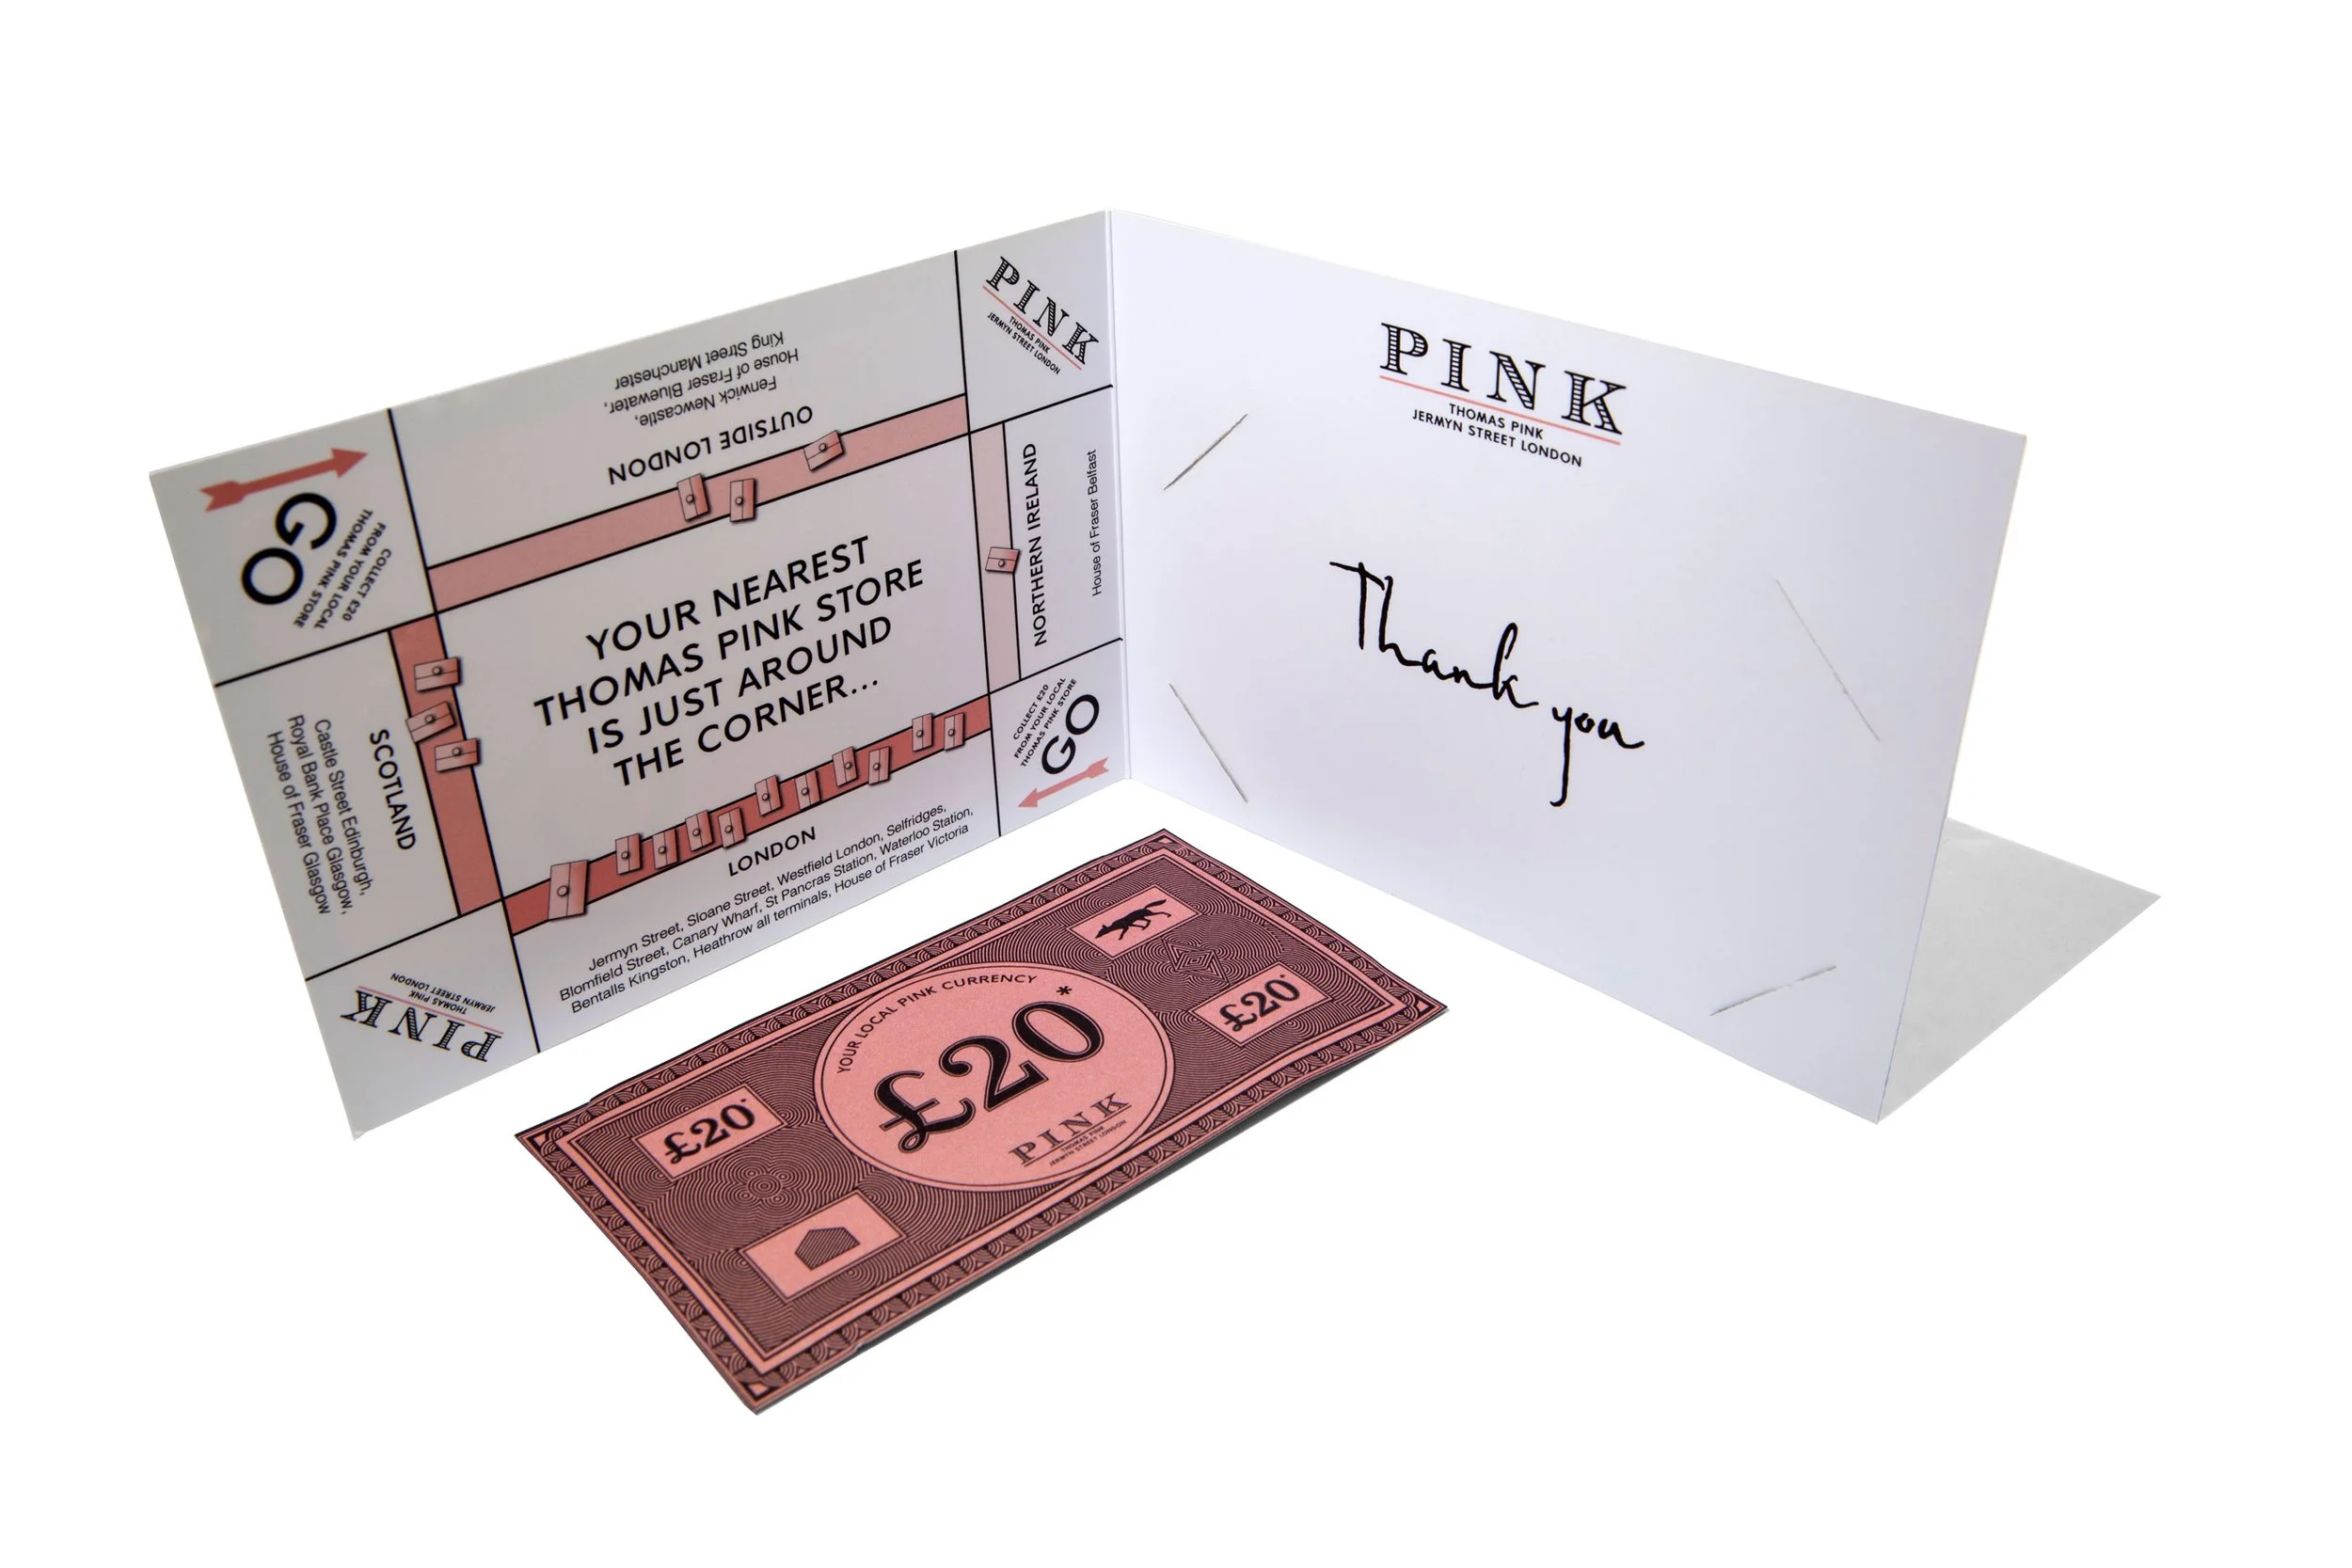 PINK
THOMAS PINK
JERMYN STREET LONDON
OUTSIDE LONDON
Fenwick Newcastle,
House of Fraser Bluewater,
King Street Manchester
GO
COLLECT £20
FROM YOUR LOCAL
THOMAS PINK STORE
NORTHERN IRELAND
House of Fraser Belfast
YOUR NEAREST
THOMAS PINK STORE
IS JUST AROUND
THE CORNER...
SCOTLAND
Castle Street Edinburgh,
Royal Bank Place Glasgow,
House of Fraser Glasgow
COLLECT £20
FROM YOUR LOCAL
THOMAS PINK STORE
GO
LONDON
Jermyn Street, Sloane Street, Westfield London, Selfridges,
Blomfield Street, Canary Wharf, St Pancras Station, Waterloo Station,
Bentalls Kingston, Heathrow all terminals, House of Fraser Victoria
PINK
THOMAS PINK
JERMYN STREET LONDON
PINK
THOMAS PINK
JERMYN STREET LONDON
Thank you
YOUR LOCAL PINK CURRENCY
£20*
PINK
THOMAS PINK
JERMYN STREET LONDON
£20*
£20*